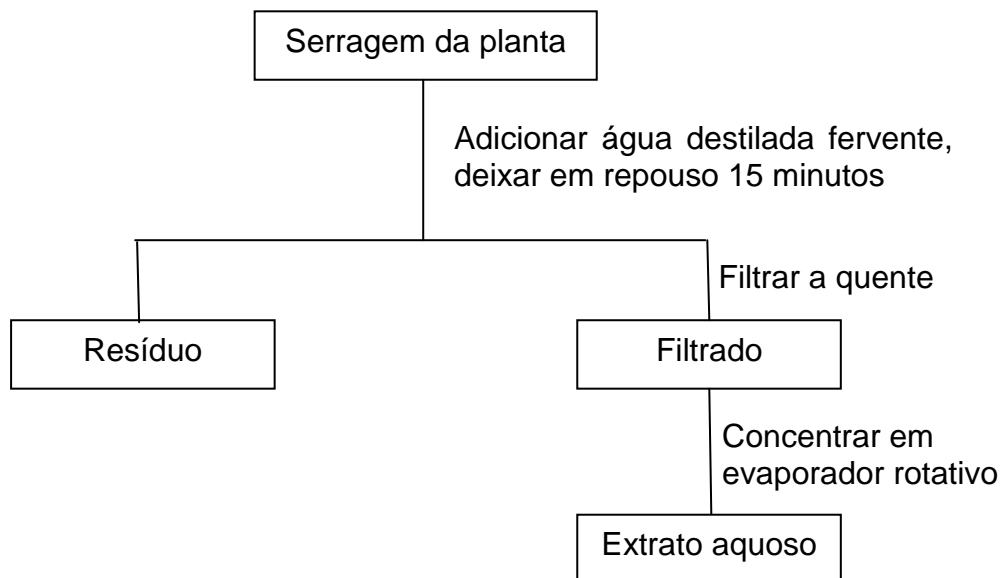 Serragem da planta
Adicionar água destilada fervente,
deixar em repouso 15 minutos
Filtrar a quente
Resíduo
Filtrado
Concentrar em
evaporador rotativo
Extrato aquoso